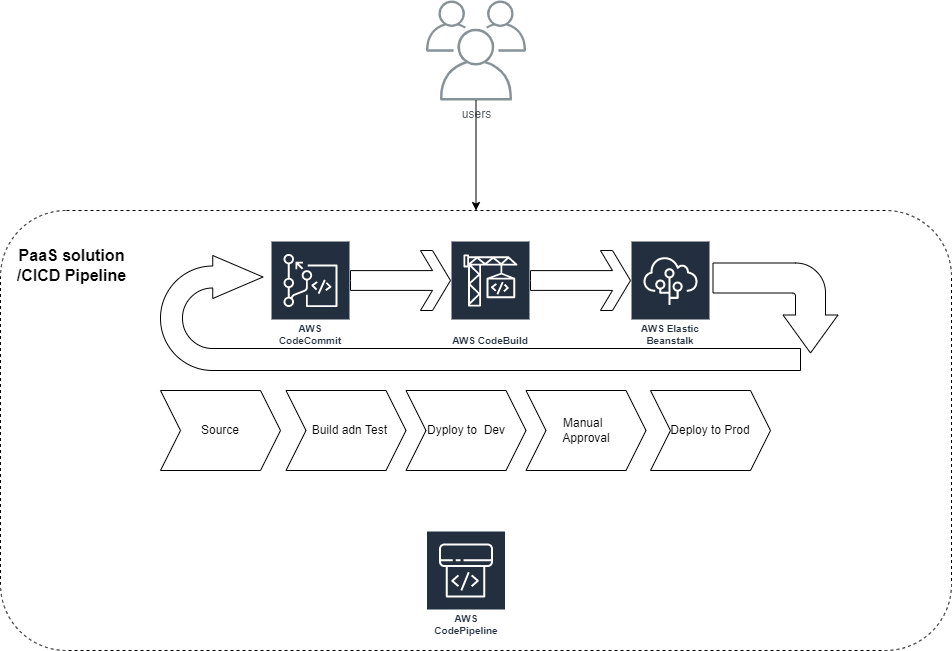 users
PaaS solution
/CICD Pipeline
AWS
CodeCommit
AWS CodeBuild
AWS Elastic
Beanstalk
Source
Build adn Test
Dyploy to Dev
Manual
Approval
Deploy to Prod
AWS
CodePipeline